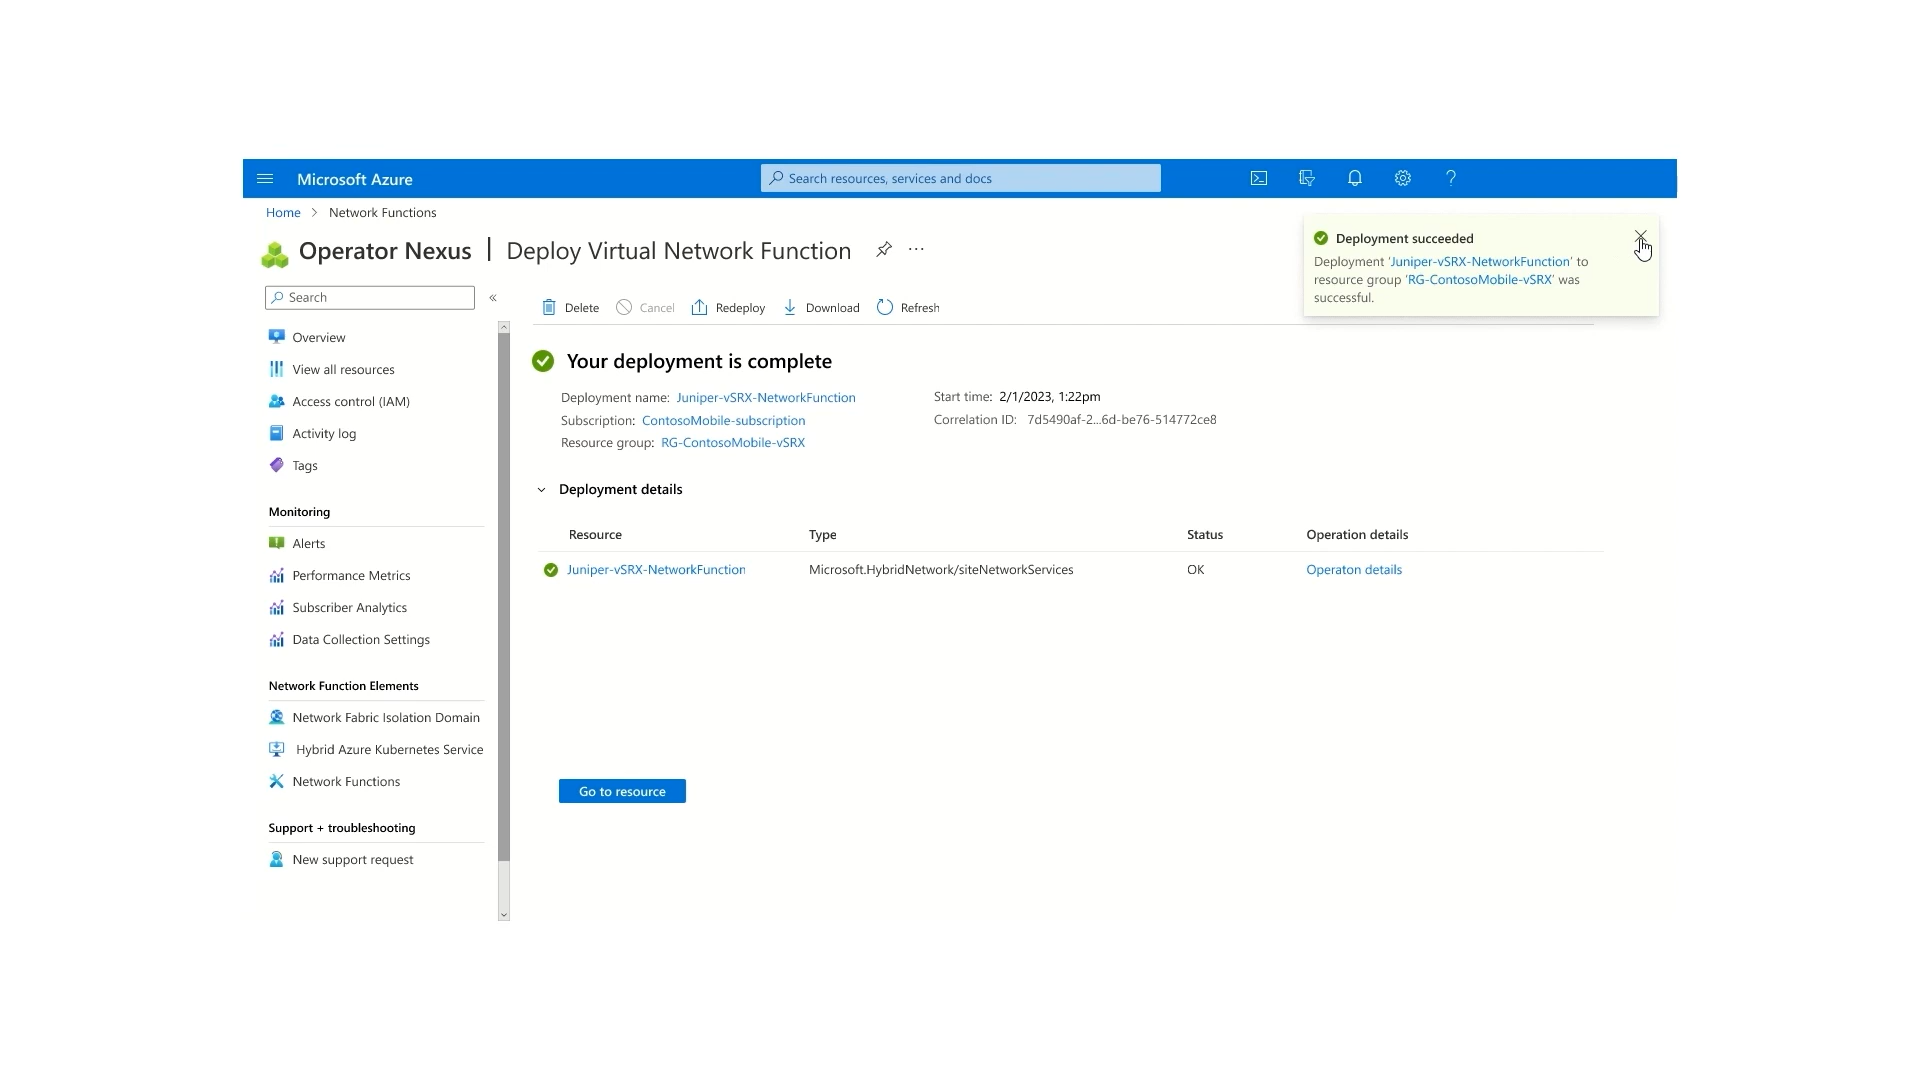 Microsoft Azure
Search resources, services and docs
Home > Network Functions
Operator Nexus | Deploy Virtual Network Function ...
Deployment succeeded
Deployment 'Juniper-vSRX-NetworkFunction' to
resource group 'RG-ContosoMobile-vSRX' was
successful.
Search «
Delete Cancel Redeploy Download Refresh
Overview
View all resources
Access control (IAM)
Activity log
Tags
Monitoring
Alerts
Performance Metrics
Subscriber Analytics
Data Collection Settings
Network Function Elements
Network Fabric Isolation Domain
Hybrid Azure Kubernetes Service
Network Functions
Support + troubleshooting
New support request
Your deployment is complete
Deployment name: Juniper-vSRX-NetworkFunction
Subscription: ContosoMobile-subscription
Resource group: RG-ContosoMobile-vSRX
Start time: 2/1/2023, 1:22pm
Correlation ID: 7d5490af-2...6d-be76-514772ce8
Deployment details
Resource Type Status Operation details
Juniper-vSRX-NetworkFunction Microsoft.HybridNetwork/siteNetworkServices OK Operaton details
Go to resource